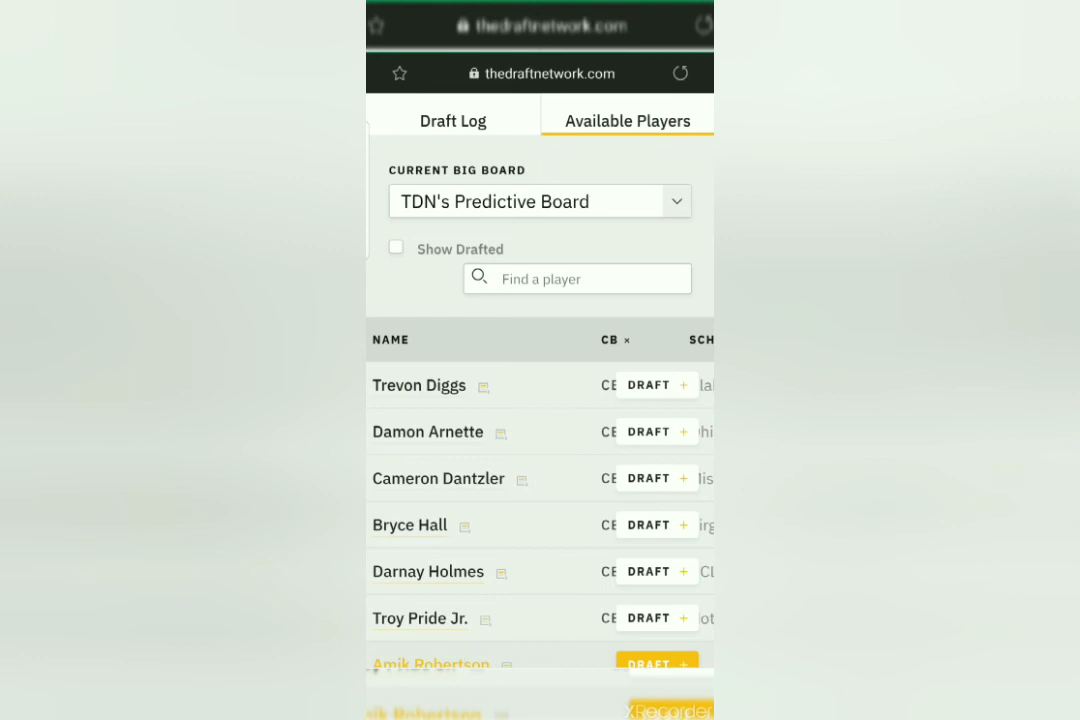 thedraftnetwork.com
thedraftnetwork.com
Draft Log Available Players
CURRENT BIG BOARD
TDN's Predictive Board
Show Drafted
Find a player
NAME CB × SCH
Trevon Diggs DRAFT +
Damon Arnette DRAFT +
Cameron Dantzler DRAFT +
Bryce Hall DRAFT +
Darnay Holmes DRAFT +
Troy Pride Jr. DRAFT +
Amik Robertson DRAFT +
Robertson
XRecorder